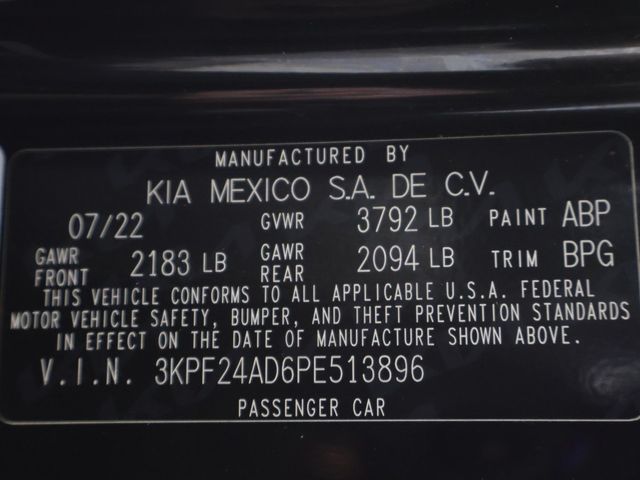 MANUFACTURED BY
KIA MEXICO S.A. DE C.V.
07/22 GVWR 3792 LB PAINT ABP
GAWR FRONT 2183 LB GAWR REAR 2094 LB TRIM BPG
THIS VEHICLE CONFORMS TO ALL APPLICABLE U.S.A. FEDERAL
MOTOR VEHICLE SAFETY, BUMPER, AND THEFT PREVENTION STANDARDS
IN EFFECT ON THE DATE OF MANUFACTURE SHOWN ABOVE.
V.I.N. 3KPF24AD6PE513896
PASSENGER CAR